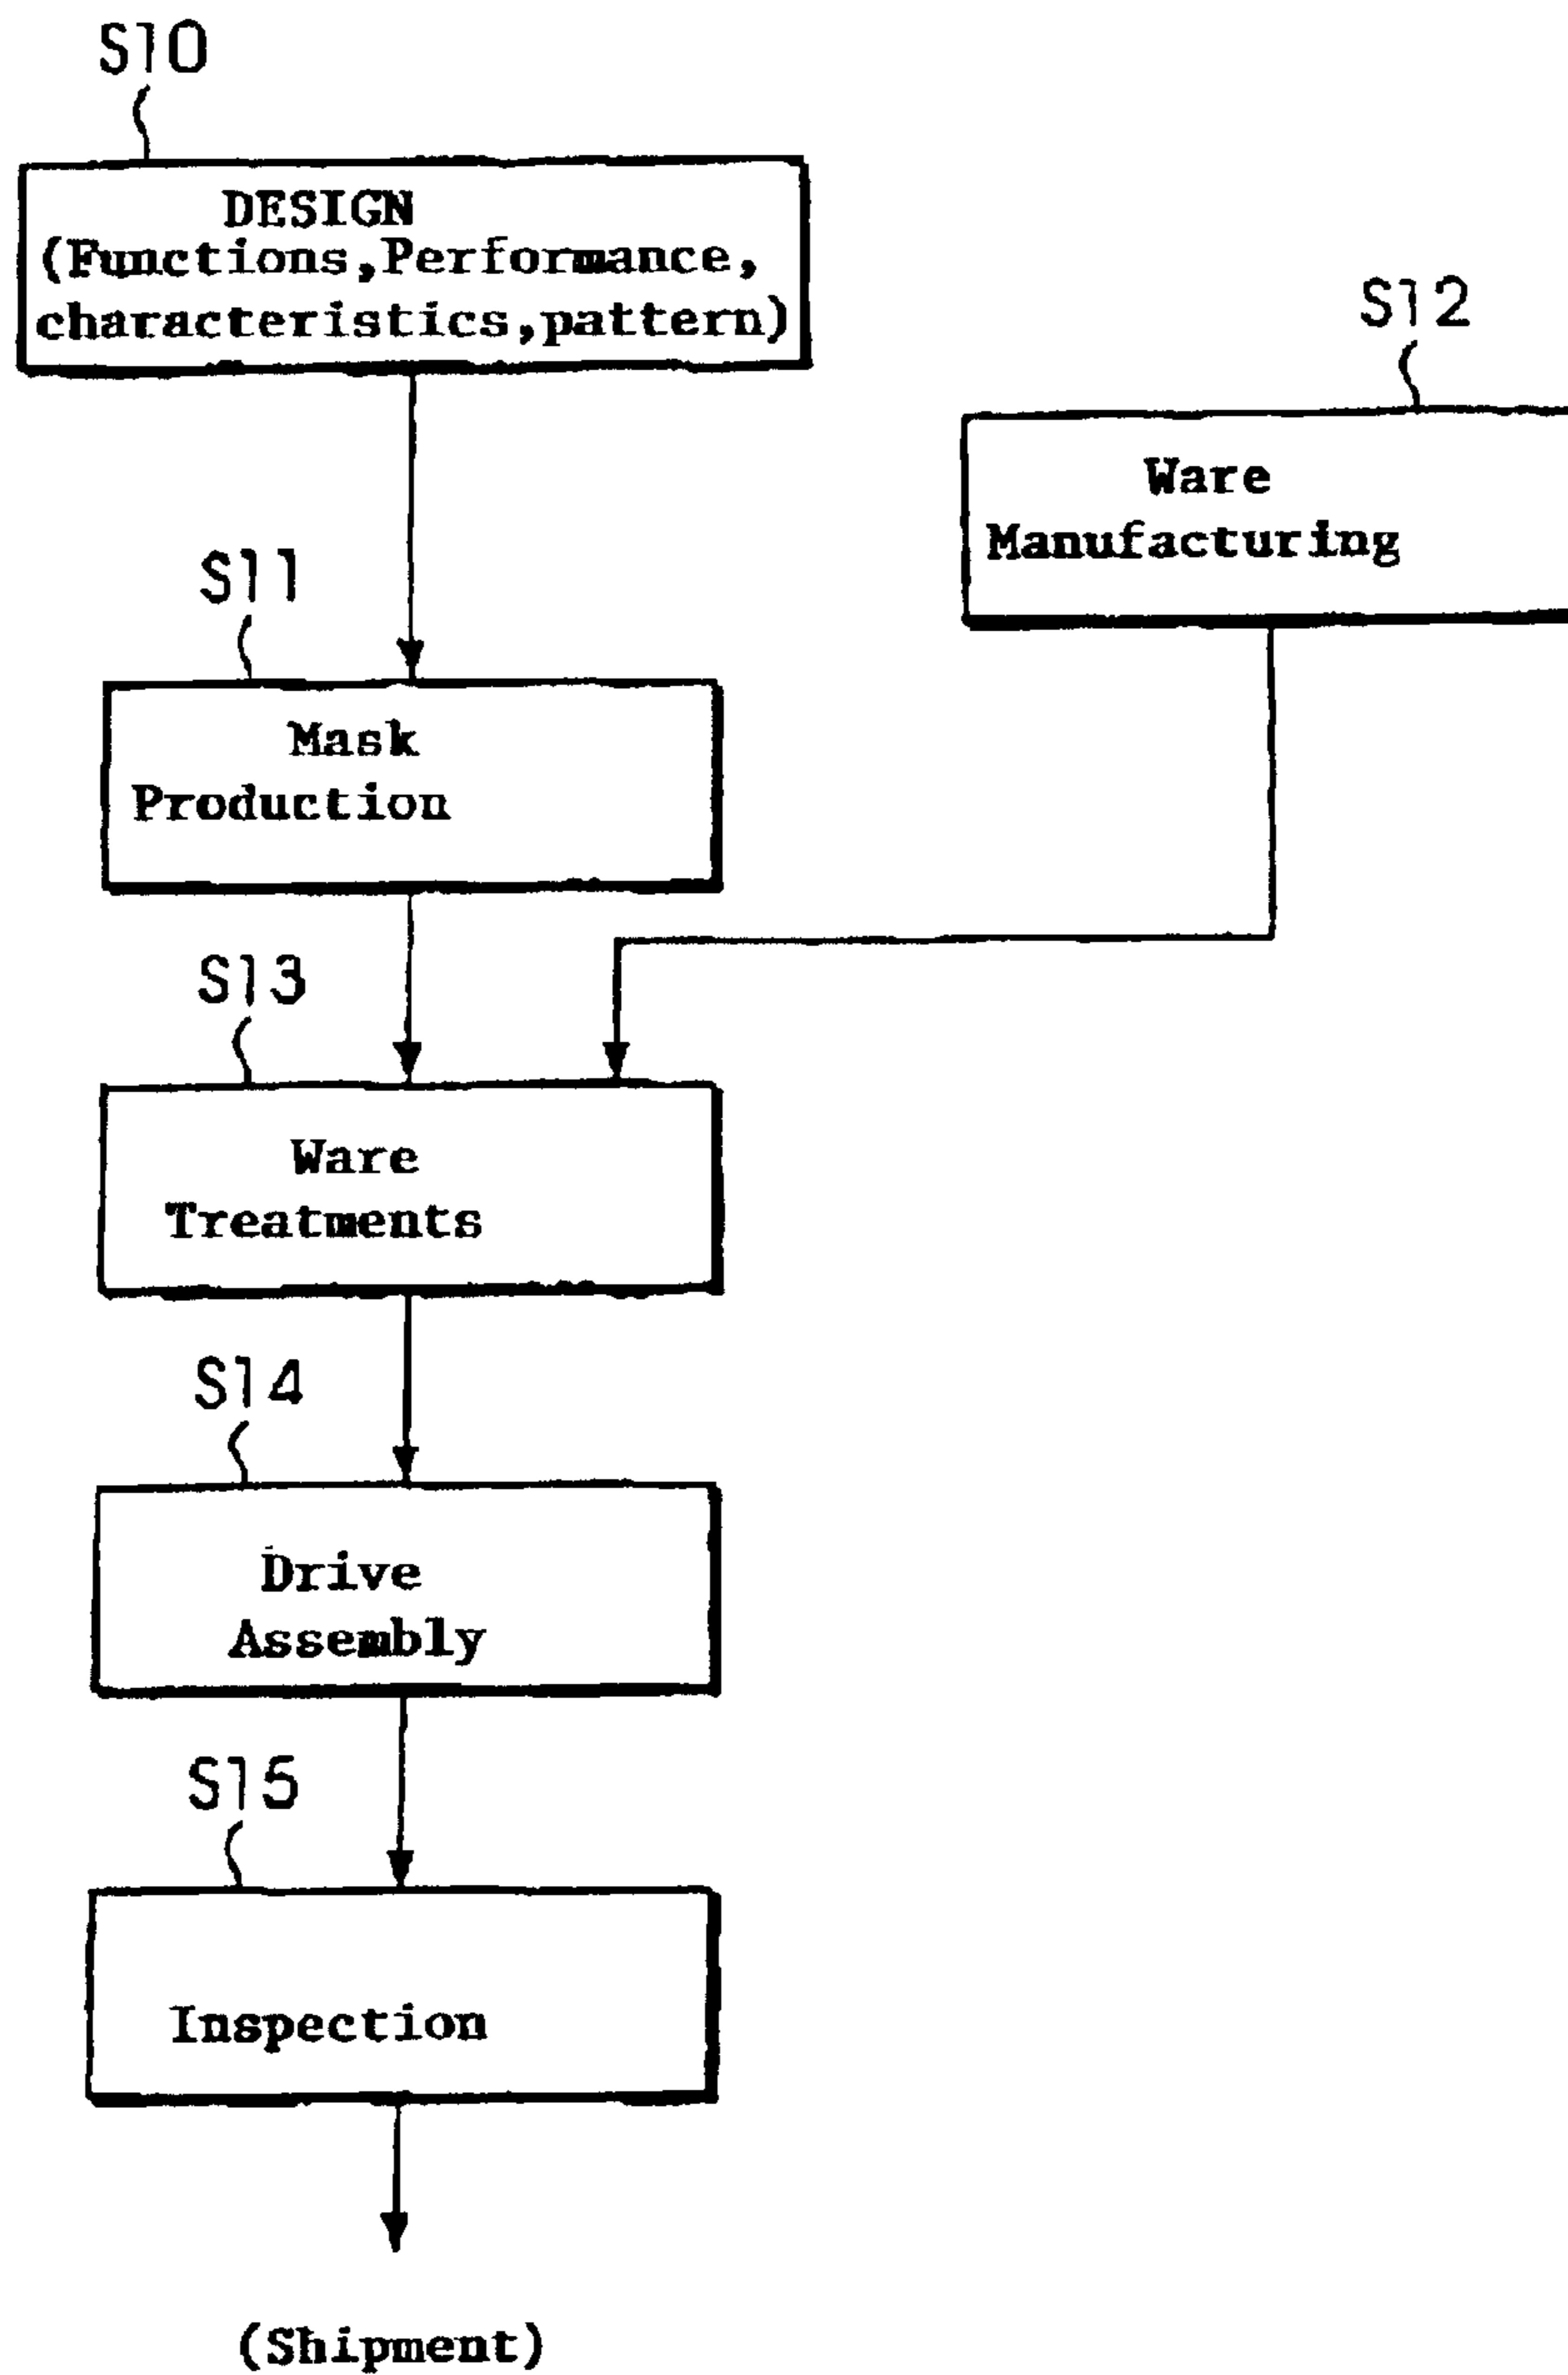 S10
DESIGN
(Functions,Performance,
characteristics,pattern)
S12
Ware
Manufacturing
S11
Mask
Production
S13
Ware
Treatments
S14
Drive
Assembly
S15
Inspection
(Shipment)